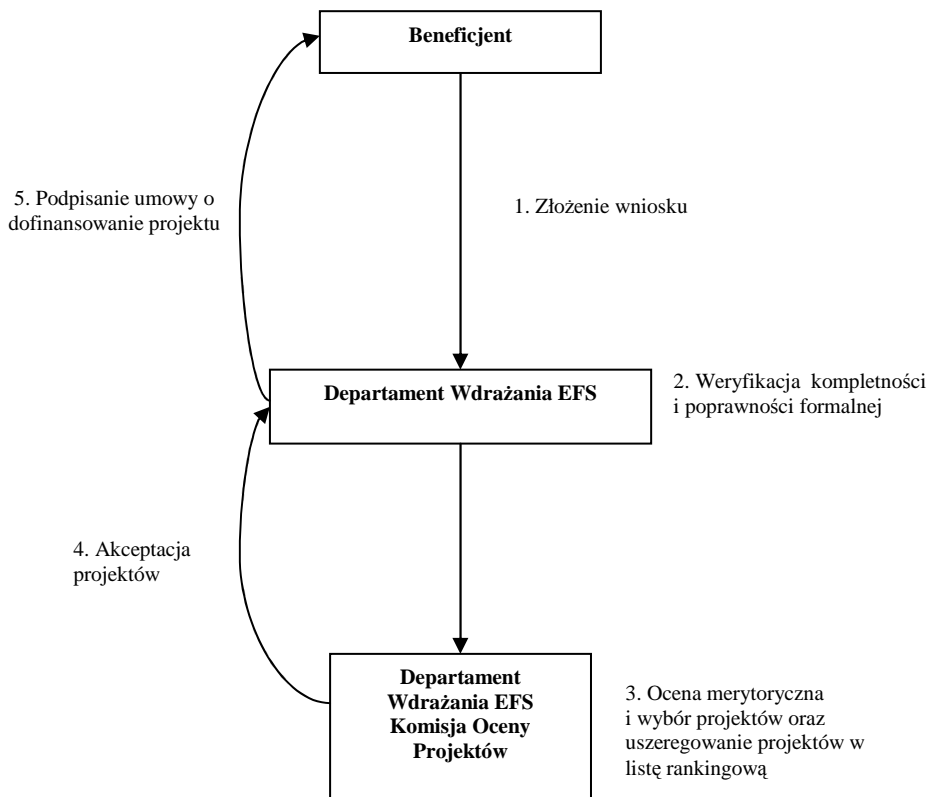 Beneficjent
5. Podpisanie umowy o
dofinansowanie projektu
1. Złożenie wniosku
Departament Wdrażania EFS
2. Weryfikacja kompletności
i poprawności formalnej
4. Akceptacja
projektów
Departament
Wdrażania EFS
Komisja Oceny
Projektów
3. Ocena merytoryczna
i wybór projektów oraz
uszeregowanie projektów w
listę rankingową